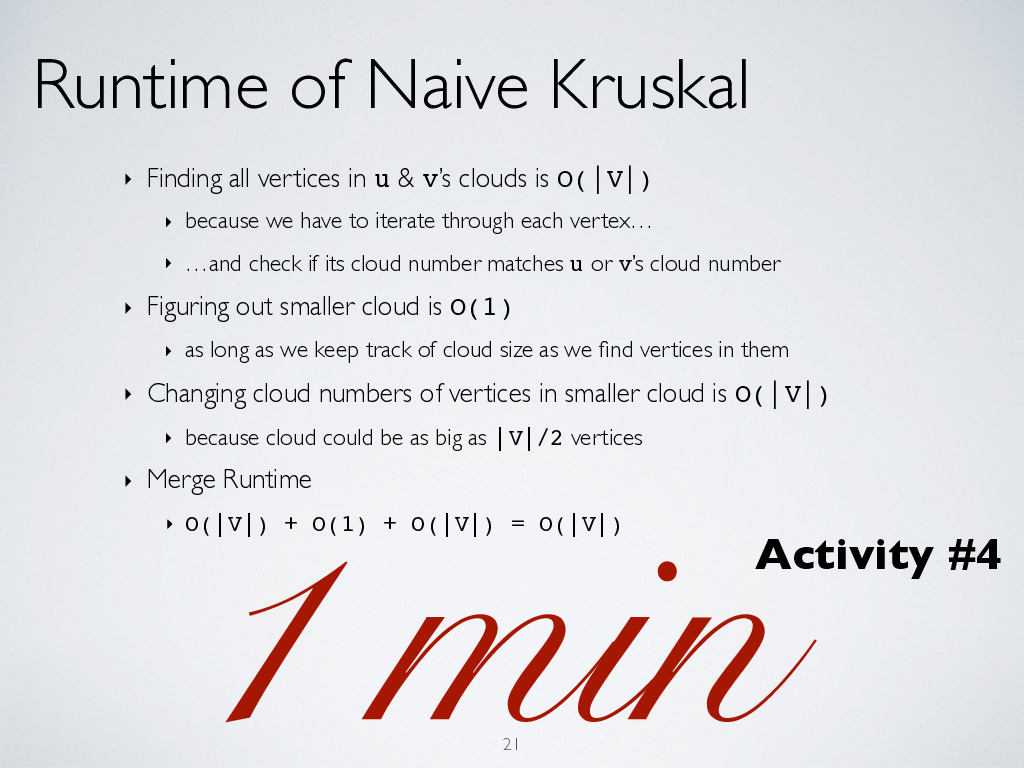 Runtime of Naive Kruskal
‣ Finding all vertices in u & v’s clouds is O(|V|)
‣ because we have to iterate through each vertex…
‣ …and check if its cloud number matches u or v’s cloud number
‣ Figuring out smaller cloud is O(1)
‣ as long as we keep track of cloud size as we find vertices in them
‣ Changing cloud numbers of vertices in smaller cloud is O(|V|)
‣ because cloud could be as big as |V|/2 vertices
‣ Merge Runtime
‣ O(|V|) + O(1) + O(|V|) = O(|V|)
Activity #4
1 min
21